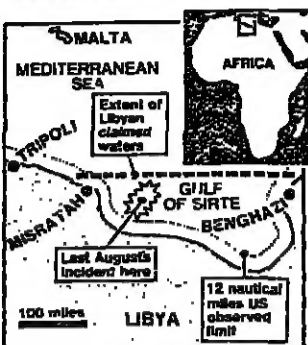 MALTA
MEDITERRANEAN
SEA
AFRICA
Extent of
Libyan
claimed
waters
TRIPOLI
MISRATAH
GULF
OF SIRTE
BENGHAZI
Last August's
incident here
12 nautical
miles US
observed
limit
100 miles
LIBYA